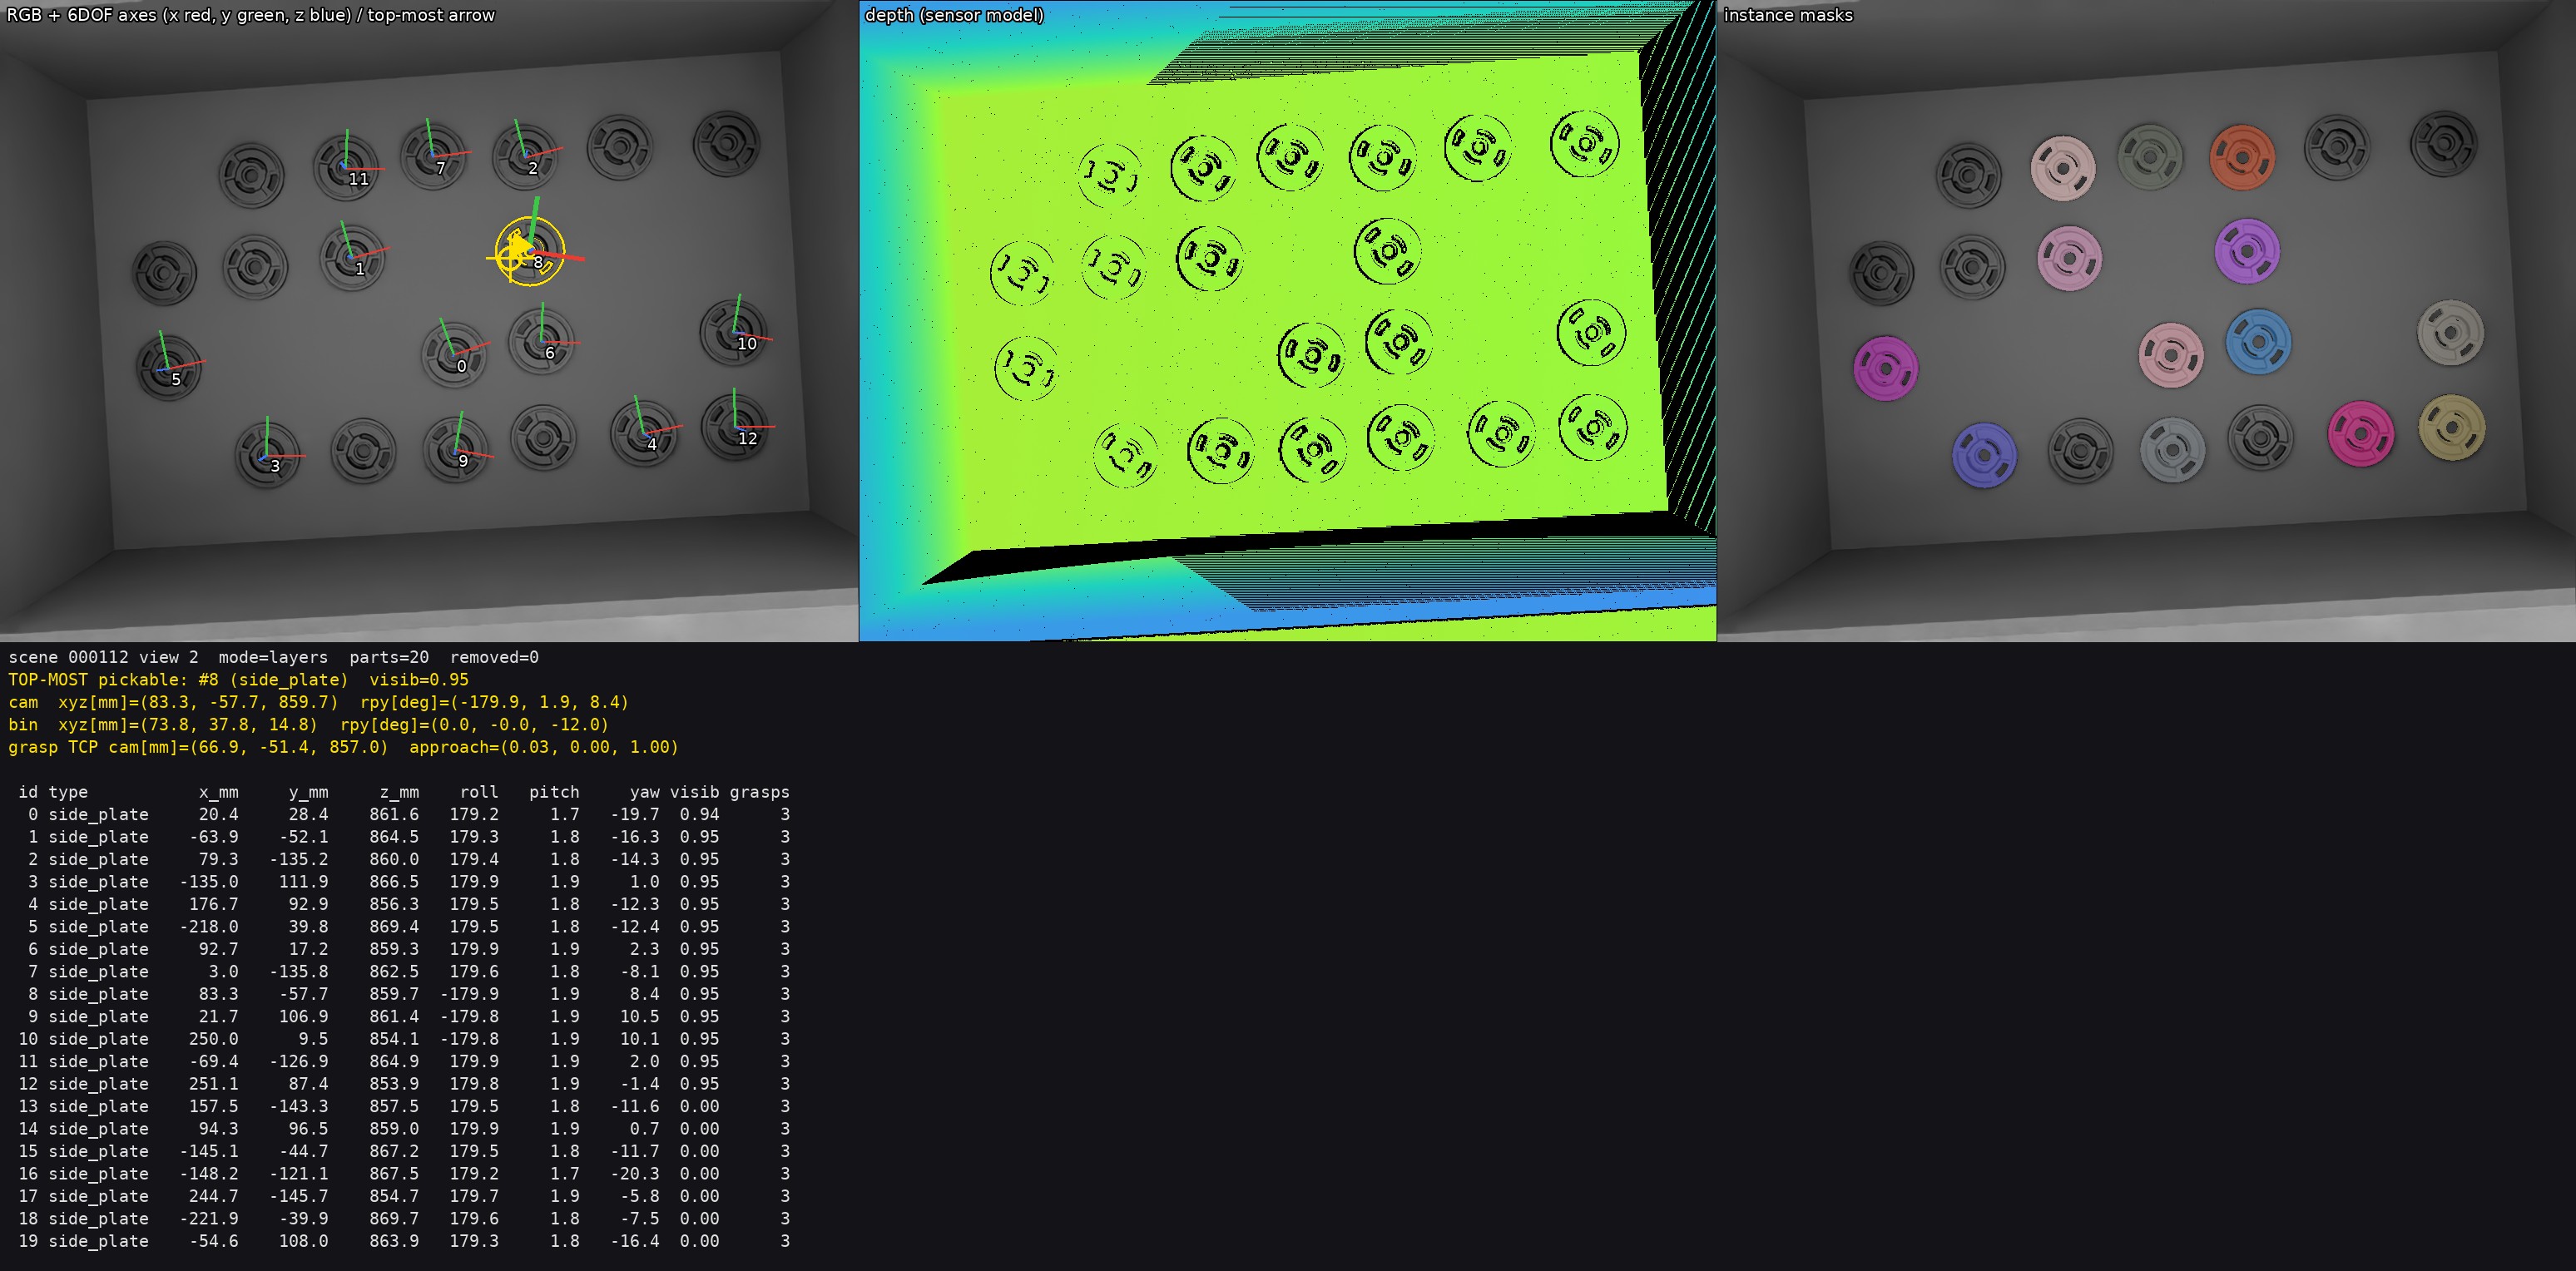 RGB + 6DOF axes (x red, y green, z blue) / top-most arrow
depth (sensor model)
instance masks
11
7
2
1
8
10
5
0
6
3
9
4
12
scene 000112 view 2  mode=layers  parts=20  removed=0
TOP-MOST pickable: #8 (side_plate)  visib=0.95
cam  xyz[mm]=(83.3, -57.7, 859.7)  rpy[deg]=(-179.9, 1.9, 8.4)
bin  xyz[mm]=(73.8, 37.8, 14.8)  rpy[deg]=(0.0, -0.0, -12.0)
grasp TCP cam[mm]=(66.9, -51.4, 857.0)  approach=(0.03, 0.00, 1.00)
id type x_mm y_mm z_mm roll pitch yaw visib grasps
0 side_plate 20.4 28.4 861.6 179.2 1.7 -19.7 0.94 3
1 side_plate -63.9 -52.1 864.5 179.3 1.8 -16.3 0.95 3
2 side_plate 79.3 -135.2 860.0 179.4 1.8 -14.3 0.95 3
3 side_plate -135.0 111.9 866.5 179.9 1.9 1.0 0.95 3
4 side_plate 176.7 92.9 856.3 179.5 1.8 -12.3 0.95 3
5 side_plate -218.0 39.8 869.4 179.5 1.8 -12.4 0.95 3
6 side_plate 92.7 17.2 859.3 179.9 1.9 2.3 0.95 3
7 side_plate 3.0 -135.8 862.5 179.6 1.8 -8.1 0.95 3
8 side_plate 83.3 -57.7 859.7 -179.9 1.9 8.4 0.95 3
9 side_plate 21.7 106.9 861.4 -179.8 1.9 10.5 0.95 3
10 side_plate 250.0 9.5 854.1 -179.8 1.9 10.1 0.95 3
11 side_plate -69.4 -126.9 864.9 179.9 1.9 2.0 0.95 3
12 side_plate 251.1 87.4 853.9 179.8 1.9 -1.4 0.95 3
13 side_plate 157.5 -143.3 857.5 179.5 1.8 -11.6 0.00 3
14 side_plate 94.3 96.5 859.0 179.9 1.9 0.7 0.00 3
15 side_plate -145.1 -44.7 867.2 179.5 1.8 -11.7 0.00 3
16 side_plate -148.2 -121.1 867.5 179.2 1.7 -20.3 0.00 3
17 side_plate 244.7 -145.7 854.7 179.7 1.9 -5.8 0.00 3
18 side_plate -221.9 -39.9 869.7 179.6 1.8 -7.5 0.00 3
19 side_plate -54.6 108.0 863.9 179.3 1.8 -16.4 0.00 3